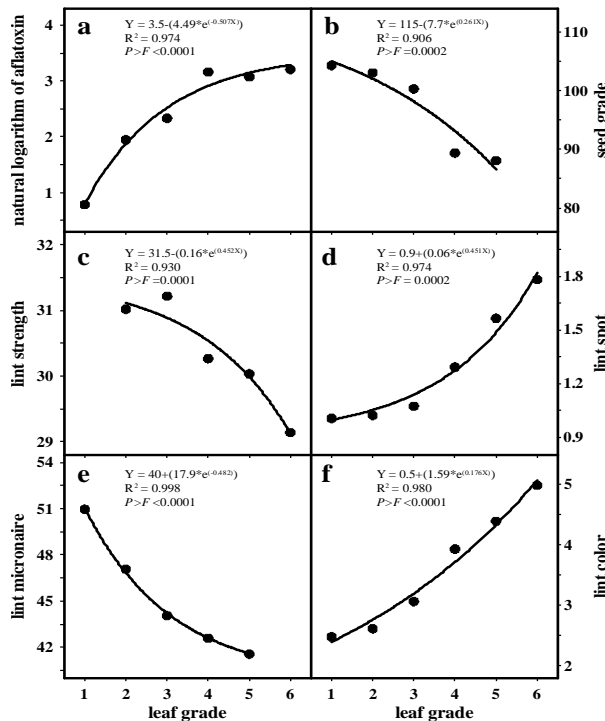 a
Y = 3.5-(4.49*e(-0.507X)
R² = 0.974
P>F <0.0001
natural logarithm of aflatoxin
4
3
2
1
b
Y = 115-(7.7*e(0.261X)
R² = 0.906
P>F =0.0002
seed grade
100
90
80
c
Y = 31.5-(0.16*e(0.452X)
R² = 0.930
P>F =0.0001
lint strength
32
31
30
29
d
Y = 0.9+(0.06*e(0.451X)
R² = 0.974
P>F = 0.0002
lint spot
1.8
1.5
1.2
0.9
e
Y = 40+(17.9*e(-0.482)
R² = 0.998
P>F <0.0001
lint micronaire
54
51
48
45
42
1 2 3 4 5 6
leaf grade
f
Y = 0.5+(1.59*e(0.176X)
R² = 0.980
P>F <0.0001
lint color
5
4
3
2
1 2 3 4 5 6
leaf grade